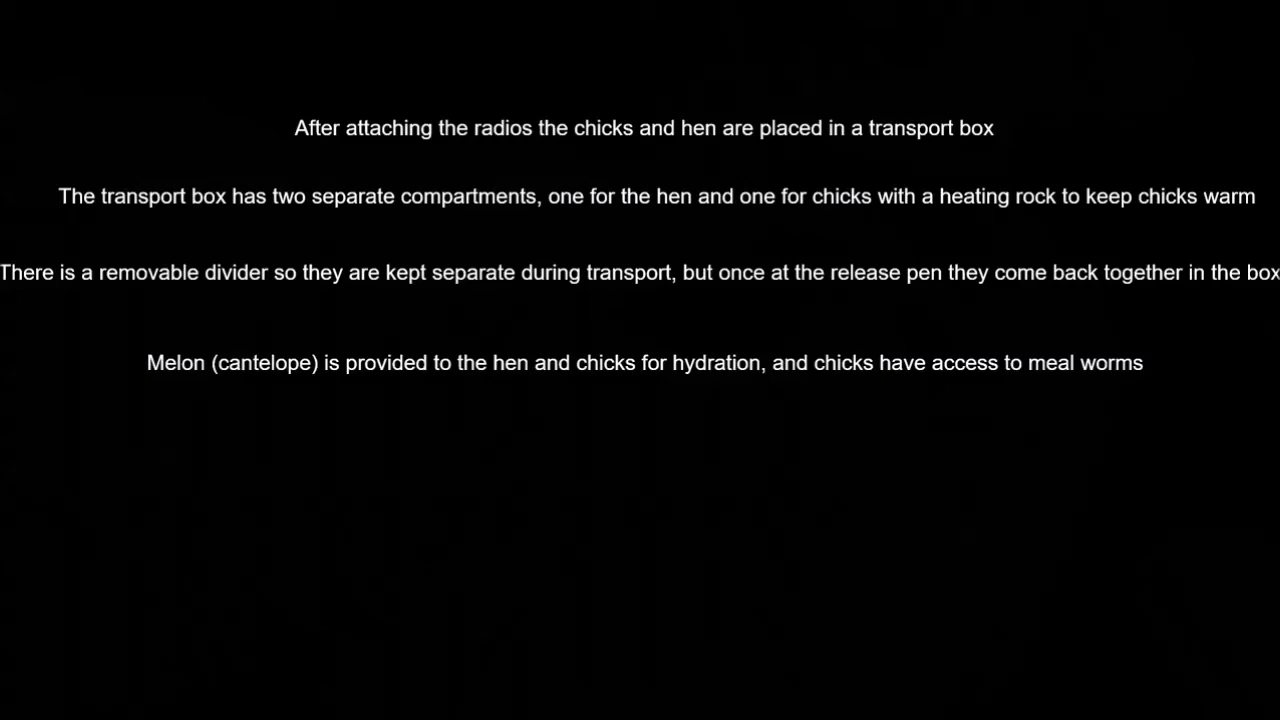 After attaching the radios the chicks and hen are placed in a transport box
The transport box has two separate compartments, one for the hen and one for chicks with a heating rock to keep chicks warm
There is a removable divider so they are kept separate during transport, but once at the release pen they come back together in the box
Melon (cantelope) is provided to the hen and chicks for hydration, and chicks have access to meal worms